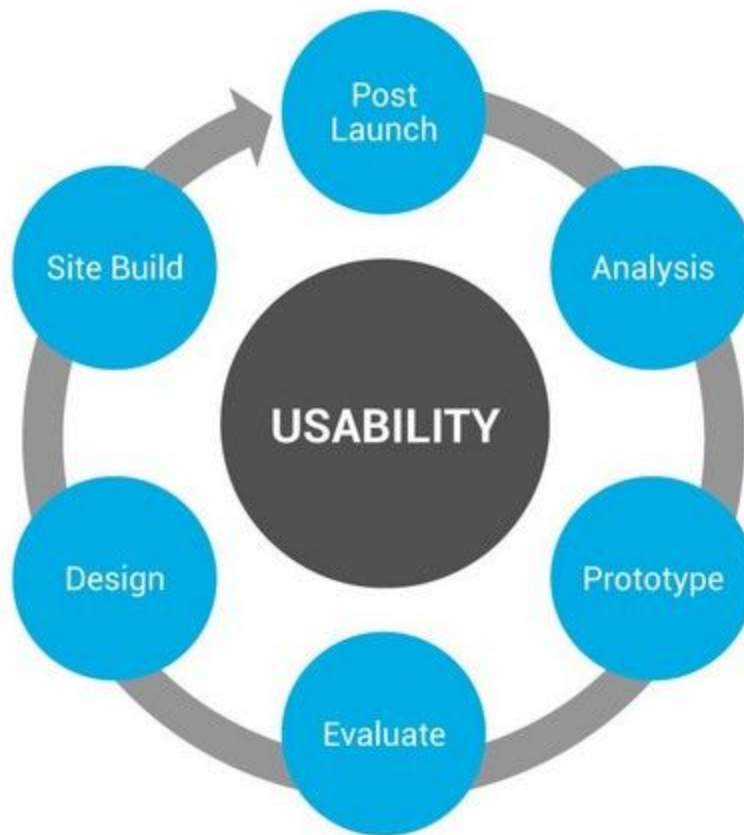 Post
Launch
Analysis
Prototype
Evaluate
Design
Site Build
USABILITY